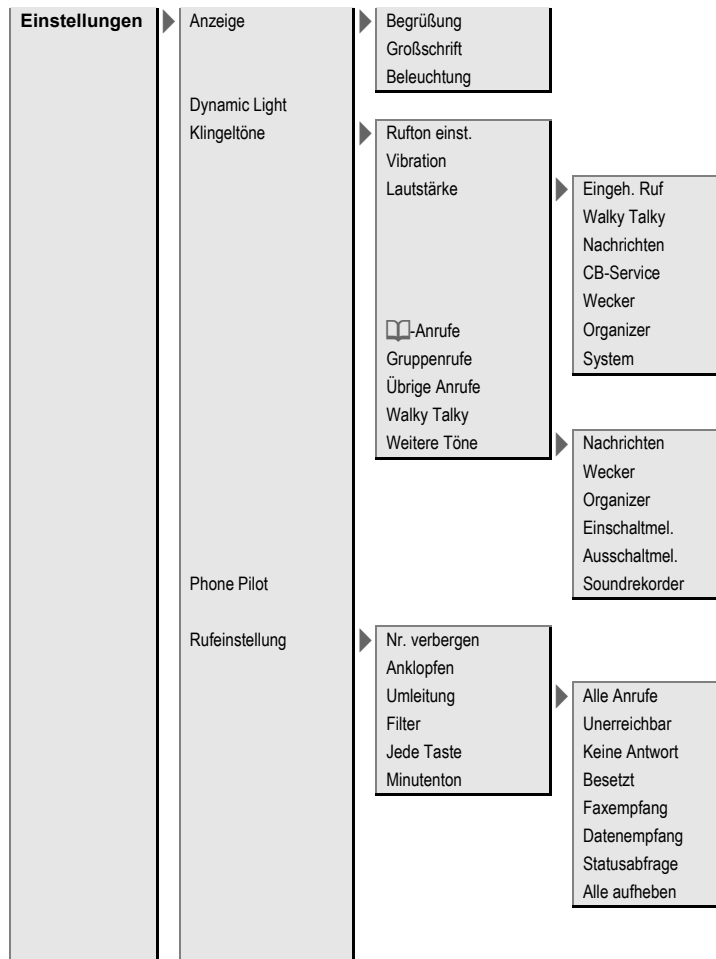 Einstellungen Anzeige Begrüßung
Großschrift
Beleuchtung
Dynamic Light
Klingeltöne Rufton einst.
Vibration
Lautstärke Eingeh. Ruf
Walky Talky
Nachrichten
CB-Service
Wecker
-Anrufe Organizer
Gruppenrufe System
Übrige Anrufe
Walky Talky
Weitere Töne Nachrichten
Wecker
Organizer
Einschaltmel.
Ausschaltmel.
Phone Pilot Soundrekorder
Rufeinstellung Nr. verbergen
Anklopfen
Umleitung Alle Anrufe
Filter Unerreichbar
Jede Taste Keine Antwort
Minutenton Besetzt
Faxempfang
Datenempfang
Statusabfrage
Alle aufheben